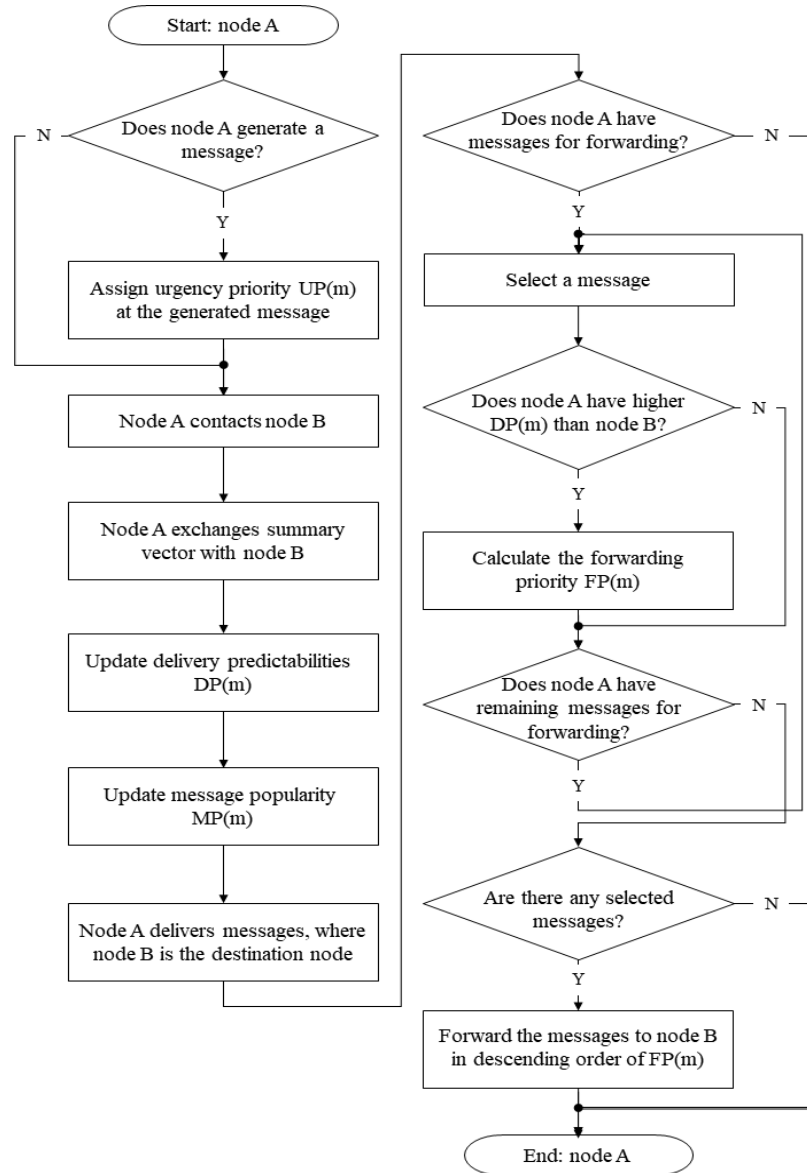 Start: node A
Does node A generate a
message?
N
Y
Assign urgency priority UP(m)
at the generated message
Node A contacts node B
Node A exchanges summary
vector with node B
Update delivery predictabilities
DP(m)
Update message popularity
MP(m)
Node A delivers messages, where
node B is the destination node
Does node A have
messages for forwarding?
N
Y
Select a message
Does node A have higher
DP(m) than node B?
N
Y
Calculate the forwarding
priority FP(m)
Does node A have
remaining messages for
forwarding?
N
Y
Are there any selected
messages?
N
Y
Forward the messages to node B
in descending order of FP(m)
End: node A